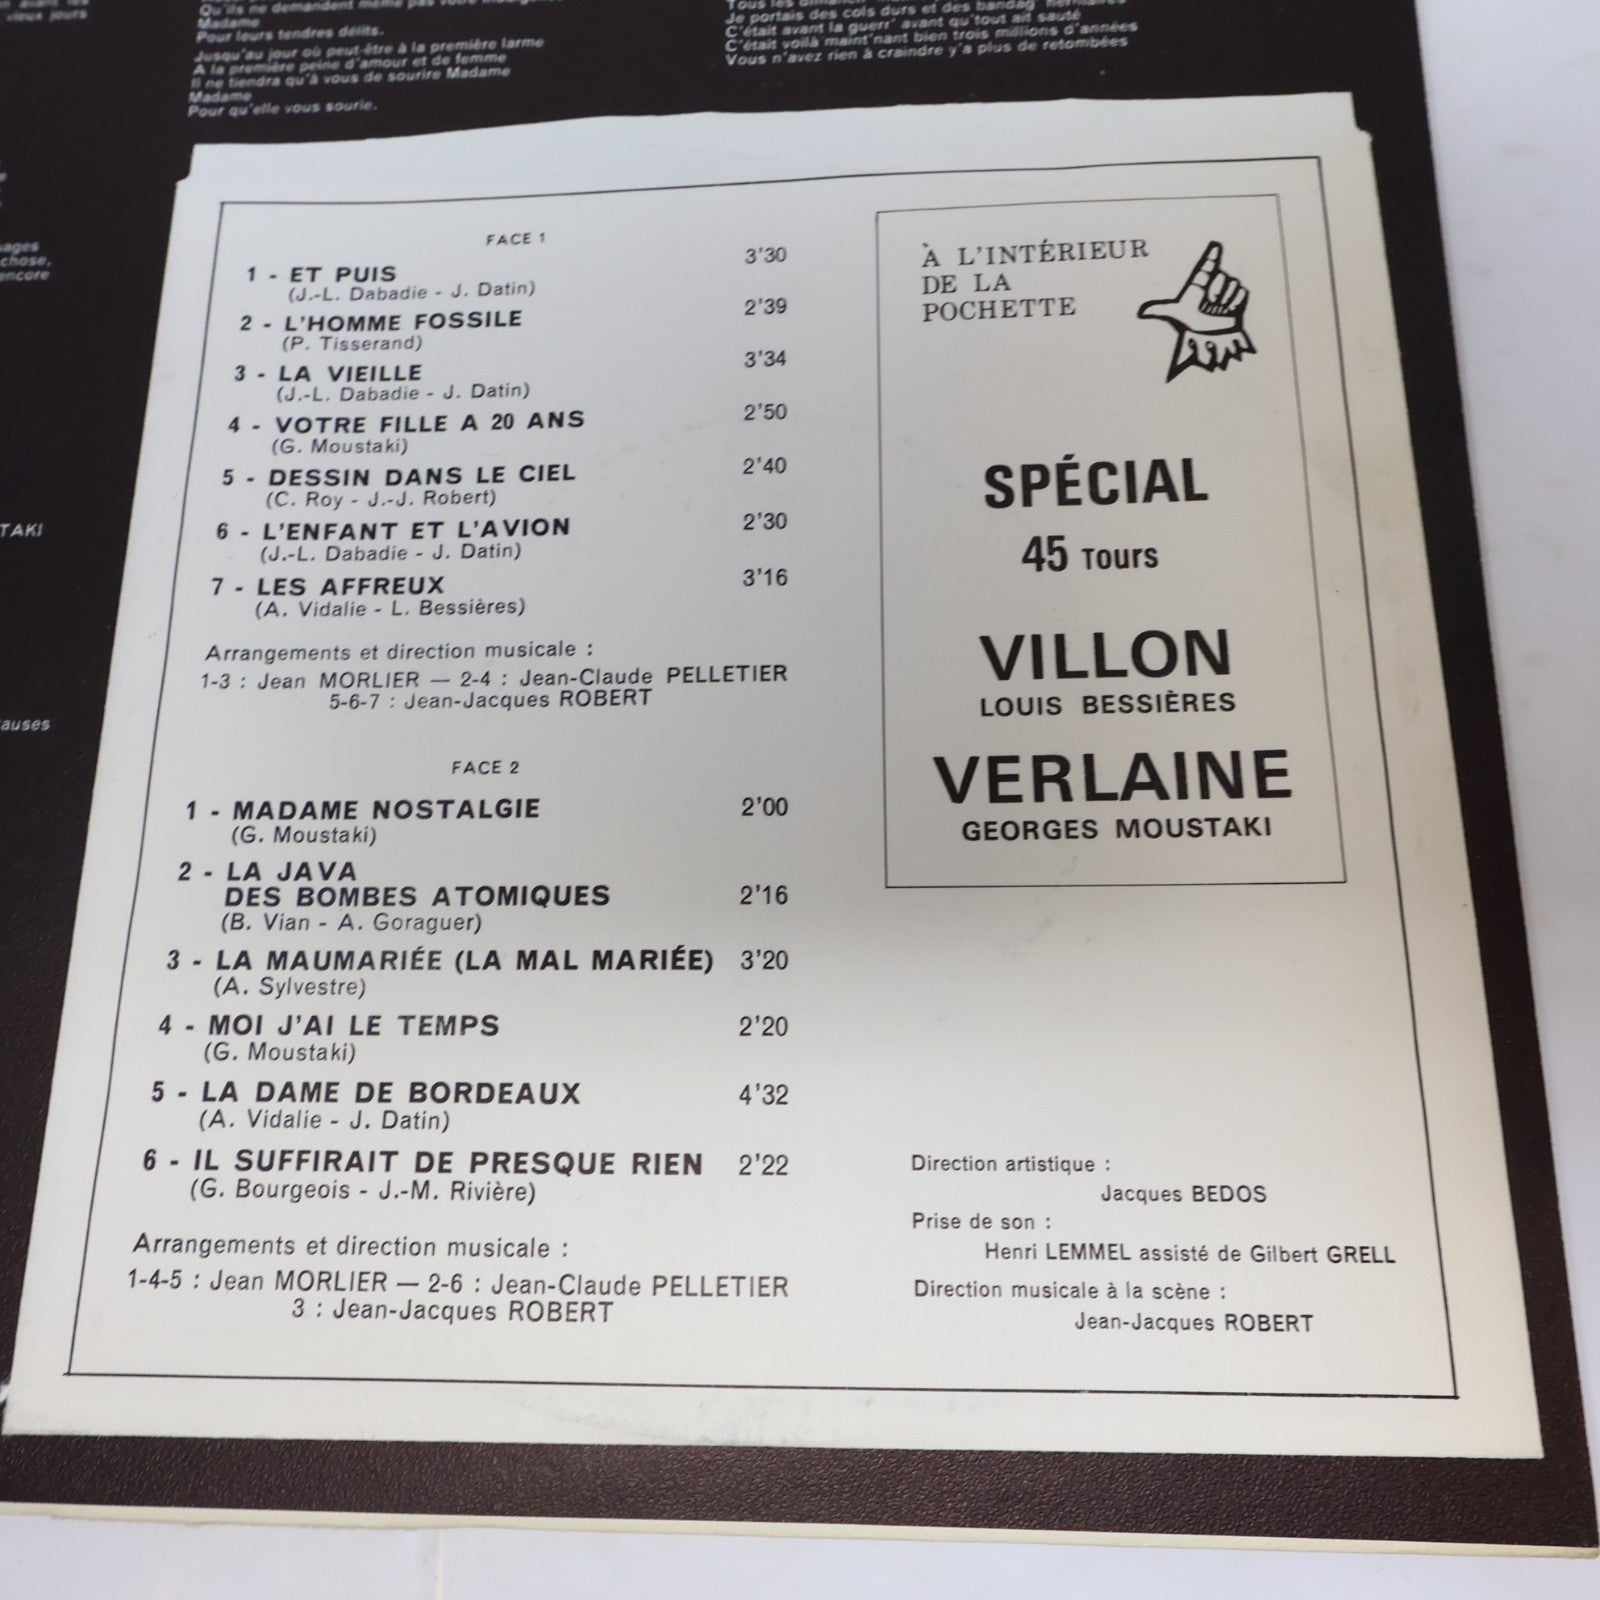 Madame
Pour leurs tendres délits.
Jusqu'au jour où peut-être à la première larme
A la première peine d'amour et de femme
Il ne tiendra qu'à vous de sourire Madame
Madame
Pour qu'elle vous sourie.
Je portais des cols durs et des bandag' herniaires
C'était avant la guerr' avant qu'tout ait sauté
C'était voilà maint'nant bien trois millions d'années
Vous n'avez rien à craindre y'a plus de retombées
vieux jours
chose,
encore
TAKI
auses
FACE 1
1 - ET PUIS 3'30
(J.-L. Dabadie - J. Datin)
2 - L'HOMME FOSSILE 2'39
(P. Tisserand)
3 - LA VIEILLE 3'34
(J.-L. Dabadie - J. Datin)
4 - VOTRE FILLE A 20 ANS 2'50
(G. Moustaki)
5 - DESSIN DANS LE CIEL 2'40
(C. Roy - J.-J. Robert)
6 - L'ENFANT ET L'AVION 2'30
(J.-L. Dabadie - J. Datin)
7 - LES AFFREUX 3'16
(A. Vidalie - L. Bessières)
Arrangements et direction musicale :
1-3 : Jean MORLIER — 2-4 : Jean-Claude PELLETIER
5-6-7 : Jean-Jacques ROBERT
FACE 2
1 - MADAME NOSTALGIE 2'00
(G. Moustaki)
2 - LA JAVA
DES BOMBES ATOMIQUES 2'16
(B. Vian - A. Goraguer)
3 - LA MAUMARIÉE (LA MAL MARIÉE) 3'20
(A. Sylvestre)
4 - MOI J'AI LE TEMPS 2'20
(G. Moustaki)
5 - LA DAME DE BORDEAUX 4'32
(A. Vidalie - J. Datin)
6 - IL SUFFIRAIT DE PRESQUE RIEN 2'22
(G. Bourgeois - J.-M. Rivière)
Arrangements et direction musicale :
1-4-5 : Jean MORLIER — 2-6 : Jean-Claude PELLETIER
3 : Jean-Jacques ROBERT
À L'INTÉRIEUR
DE LA
POCHETTE
SPÉCIAL
45 Tours
VILLON
LOUIS BESSIÈRES
VERLAINE
GEORGES MOUSTAKI
Direction artistique :
Jacques BEDOS
Prise de son :
Henri LEMMEL assisté de Gilbert GRELL
Direction musicale à la scène :
Jean-Jacques ROBERT